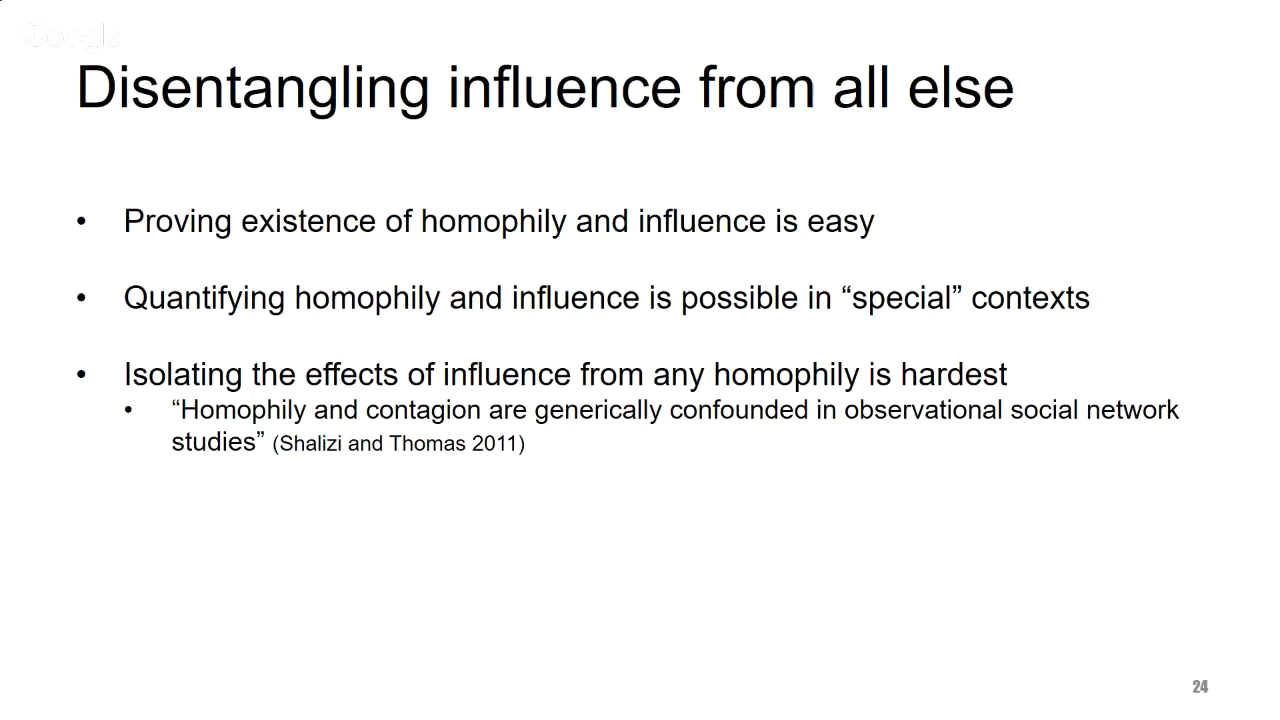 Google
Disentangling influence from all else
• Proving existence of homophily and influence is easy
• Quantifying homophily and influence is possible in “special” contexts
• Isolating the effects of influence from any homophily is hardest
• “Homophily and contagion are generically confounded in observational social network
studies” (Shalizi and Thomas 2011)
24